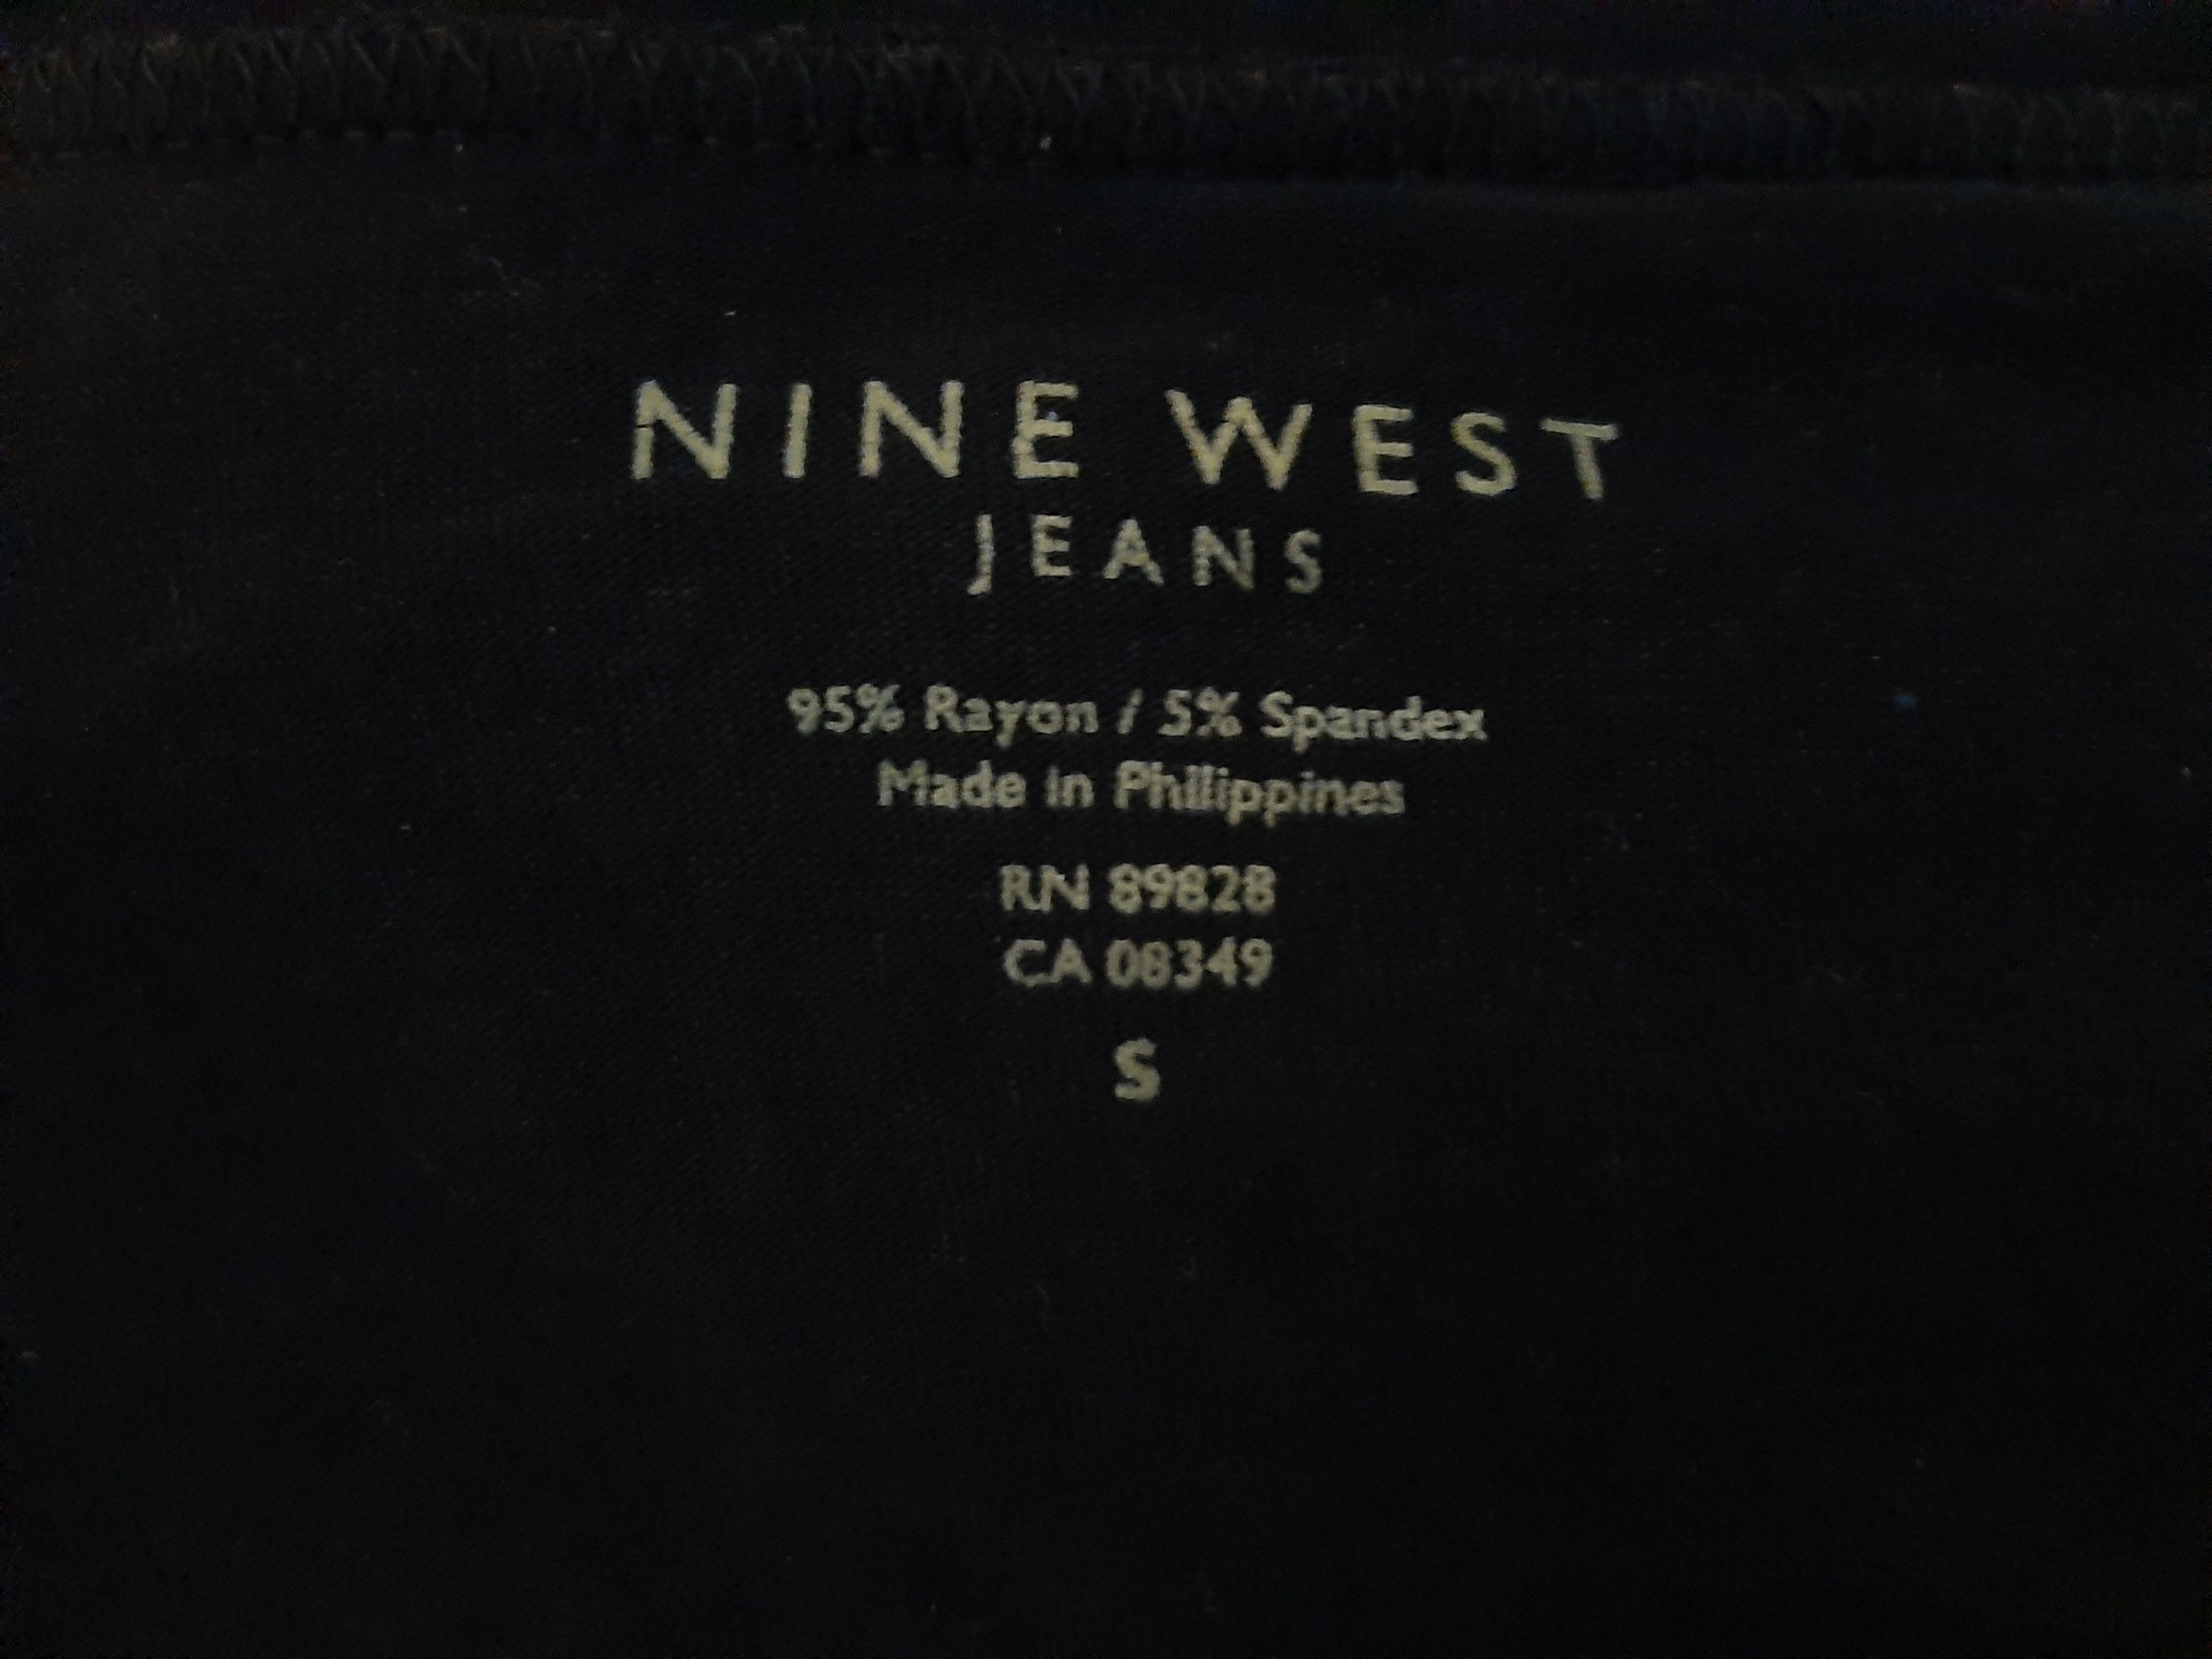 NINE WEST
JEANS
95% Rayon / 5% Spandex
Made in Philippines
RN 89828
CA 08349
S